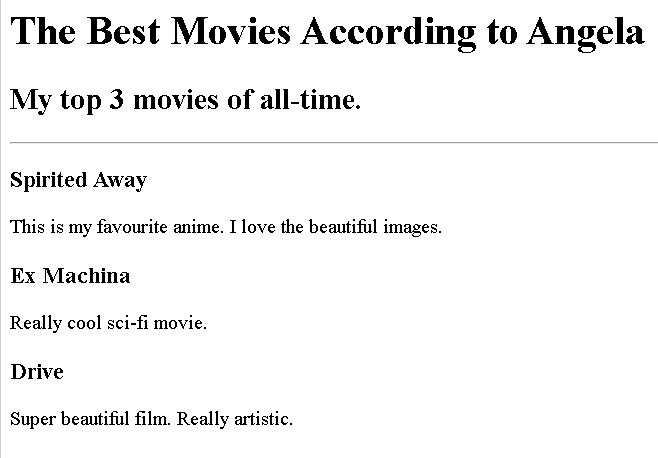 The Best Movies According to Angela
My top 3 movies of all-time.
Spirited Away
This is my favourite anime. I love the beautiful images.
Ex Machina
Really cool sci-fi movie.
Drive
Super beautiful film. Really artistic.